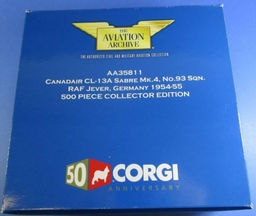 THE
AVIATION
ARCHIVE
THE AUTHORISED CIVIL AND MILITARY AVIATION COLLECTION
AA35811
CANADAIR CL-13A SABRE MK.4, NO.93 SQN.
RAF JEVER, GERMANY 1954-55
500 PIECE COLLECTOR EDITION
50 CORGI
ANNIVERSARY